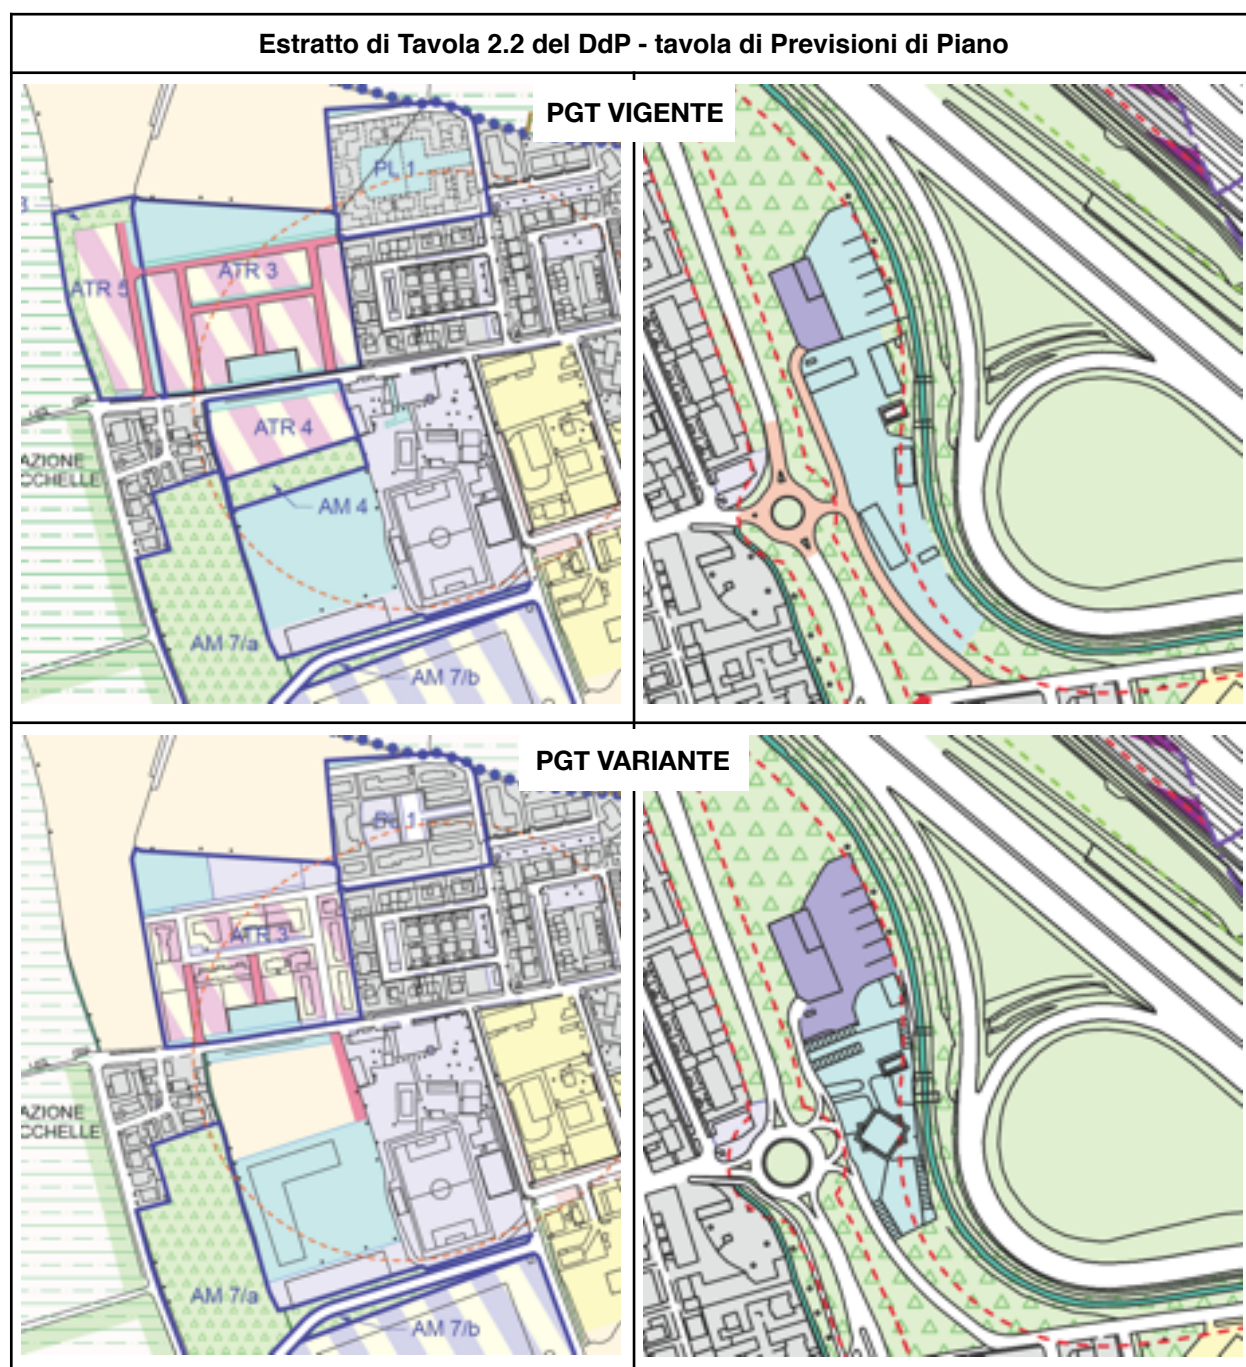 Estratto di Tavola 2.2 del DdP - tavola di Previsioni di Piano
PGT VIGENTE
PL 1
ATR 3
ATR 5
ATR 4
AZIONE
CCHELLE
AM 4
AM 7/a
AM 7/b
PGT VARIANTE
ATR 3
AZIONE
CCHELLE
AM 7/a
AM 7/b